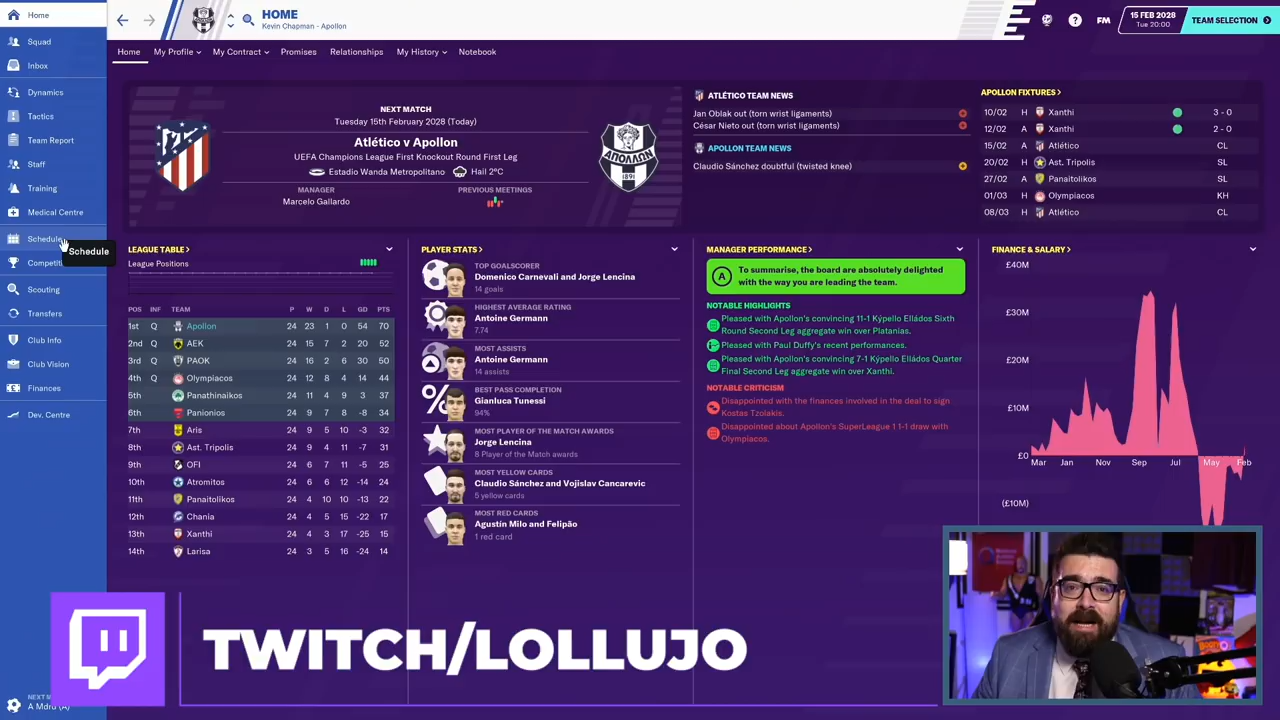 Home
Squad
Inbox
Dynamics
Tactics
Team Report
Staff
Training
Medical Centre
Schedule
Schedule
Scouting
Transfers
Club Info
Club Vision
Finances
Dev. Centre
HOME
Kevin Chapman - Apollon
FM
15 FEB 2028
Tue 20:00
TEAM SELECTION
Home
My Profile
My Contract
Promises
Relationships
My History
Notebook
NEXT MATCH
Tuesday 15th February 2028 (Today)
Atlético v Apollon
UEFA Champions League First Knockout Round First Leg
Estadio Wanda Metropolitano Hail 2°C
MANAGER
Marcelo Gallardo
PREVIOUS MEETINGS
ΑΠΟΛΛΩΝ
1891
ATLÉTICO TEAM NEWS
Jan Oblak out (torn wrist ligaments)
César Nieto out (torn wrist ligaments)
APOLLON TEAM NEWS
Claudio Sánchez doubtful (twisted knee)
APOLLON FIXTURES >
10/02 H Xanthi 3 - 0
12/02 A Xanthi 2 - 0
15/02 A Atlético CL
20/02 H Ast. Tripolis SL
27/02 A Panaitolikos SL
01/03 H Olympiacos KH
08/03 H Atlético CL
LEAGUE TABLE >
League Positions
POS INF TEAM P W D L GD PTS
1st Q Apollon 24 23 1 0 54 70
2nd Q AEK 24 15 7 2 20 52
3rd Q PAOK 24 16 2 6 30 50
4th Q Olympiacos 24 12 8 4 14 44
5th Panathinaikos 24 11 4 9 3 37
6th Panionios 24 9 7 8 -8 34
7th Aris 24 9 5 10 -3 32
8th Ast. Tripolis 24 9 4 11 -7 31
9th OFI 24 7 6 11 -5 25
10th Atromitos 24 6 6 12 -14 24
11th Panaitolikos 24 4 10 10 -13 22
12th Chania 24 4 5 15 -22 17
13th Xanthi 24 4 3 17 -25 15
14th Larisa 24 3 5 16 -24 14
PLAYER STATS >
TOP GOALSCORER
Domenico Carnevali and Jorge Lencina
14 goals
HIGHEST AVERAGE RATING
Antoine Germann
7.74
MOST ASSISTS
Antoine Germann
14 assists
BEST PASS COMPLETION
Gianluca Tunessi
94%
MOST PLAYER OF THE MATCH AWARDS
Jorge Lencina
8 Player of the Match awards
MOST YELLOW CARDS
Claudio Sánchez and Vojislav Cancarevic
5 yellow cards
MOST RED CARDS
Agustín Milo and Felipão
1 red card
MANAGER PERFORMANCE >
A
To summarise, the board are absolutely delighted
with the way you are leading the team.
NOTABLE HIGHLIGHTS
Pleased with Apollon's convincing 11-1 Kýpello Elládos Sixth
Round Second Leg aggregate win over Platanias.
Pleased with Paul Duffy's recent performances.
Pleased with Apollon's convincing 7-1 Kýpello Elládos Quarter
Final Second Leg aggregate win over Xanthi.
NOTABLE CRITICISM
Disappointed with the finances involved in the deal to sign
Kostas Tzolakis.
Disappointed about Apollon's SuperLeague 1 1-1 draw with
Olympiacos.
FINANCE & SALARY >
£40M
£30M
£20M
£10M
£0
(£10M)
Mar Jan Nov Sep Jul May Feb
TWITCH/LOLLUJO